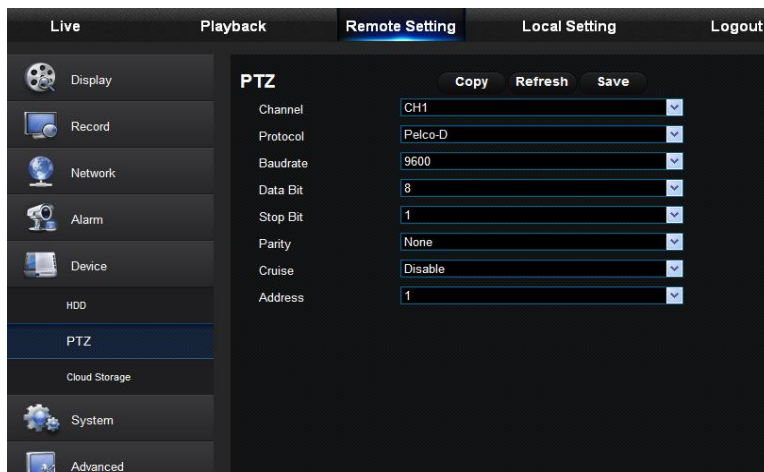 Live Playback Remote Setting Local Setting Logout
Display
Record
Network
Alarm
Device
HDD
PTZ
Cloud Storage
System
Advanced
PTZ Copy Refresh Save
Channel CH1
Protocol Pelco-D
Baudrate 9600
Data Bit 8
Stop Bit 1
Parity None
Cruise Disable
Address 1